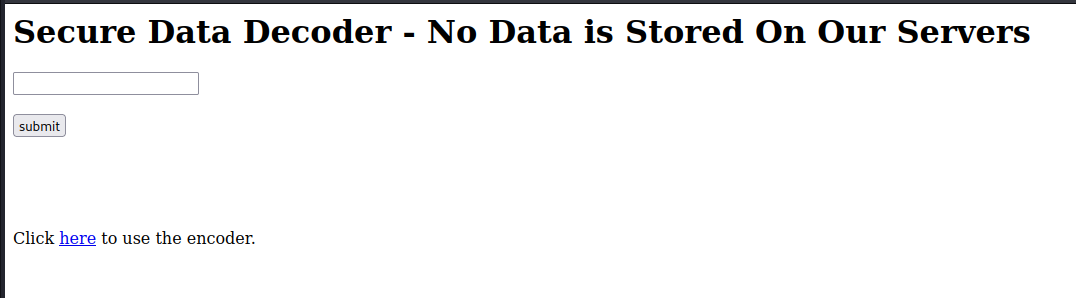 Secure Data Decoder - No Data is Stored On Our Servers
submit
Click here to use the encoder.